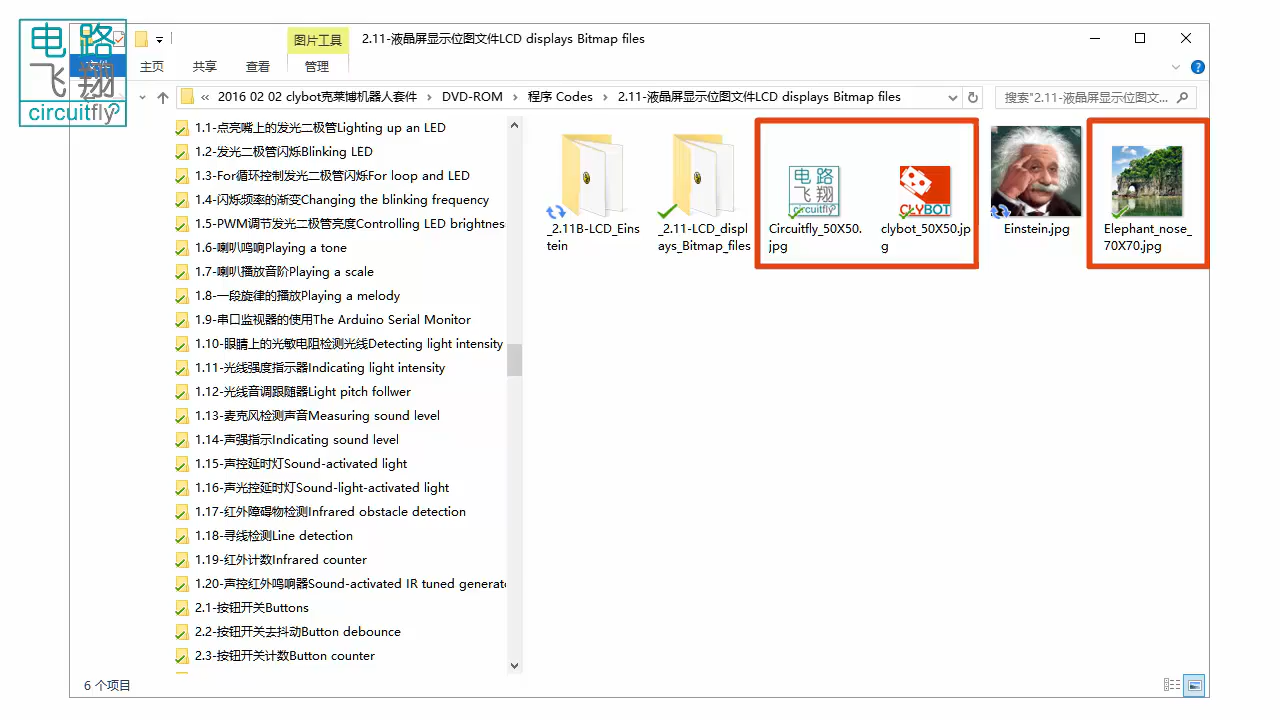 电路
飞翔
circuitfly?
图片工具
2.11-液晶屏显示位图文件LCD displays Bitmap files
文件
主页
共享
查看
管理
« 2016 02 02 clybot克莱博机器人套件 › DVD-ROM › 程序 Codes › 2.11-液晶屏显示位图文件LCD displays Bitmap files
搜索"2.11-液晶屏显示位图文...
1.1-点亮嘴上的发光二极管Lighting up an LED
1.2-发光二极管闪烁Blinking LED
1.3-For循环控制发光二极管闪烁For loop and LED
1.4-闪烁频率的渐变Changing the blinking frequency
1.5-PWM调节发光二极管亮度Controlling LED brightness
1.6-喇叭鸣响Playing a tone
1.7-喇叭播放音阶Playing a scale
1.8-一段旋律的播放Playing a melody
1.9-串口监视器的使用The Arduino Serial Monitor
1.10-眼睛上的光敏电阻检测光线Detecting light intensity
1.11-光线强度指示器Indicating light intensity
1.12-光线音调跟随器Light pitch follwer
1.13-麦克风检测声音Measuring sound level
1.14-声强指示Indicating sound level
1.15-声控延时灯Sound-activated light
1.16-声光控延时灯Sound-light-activated light
1.17-红外障碍物检测Infrared obstacle detection
1.18-寻线检测Line detection
1.19-红外计数Infrared counter
1.20-声控红外鸣响器Sound-activated IR tuned generato
2.1-按钮开关Buttons
2.2-按钮开关去抖动Button debounce
2.3-按钮开关计数Button counter
_2.11B-LCD_Eins
tein
_2.11-LCD_displ
ays_Bitmap_files
电路
飞翔
circuitfly?
Circuitfly_50X50.
jpg
CLYBOT
clybot_50X50.jp
g
Einstein.jpg
Elephant_nose_
70X70.jpg
6 个项目